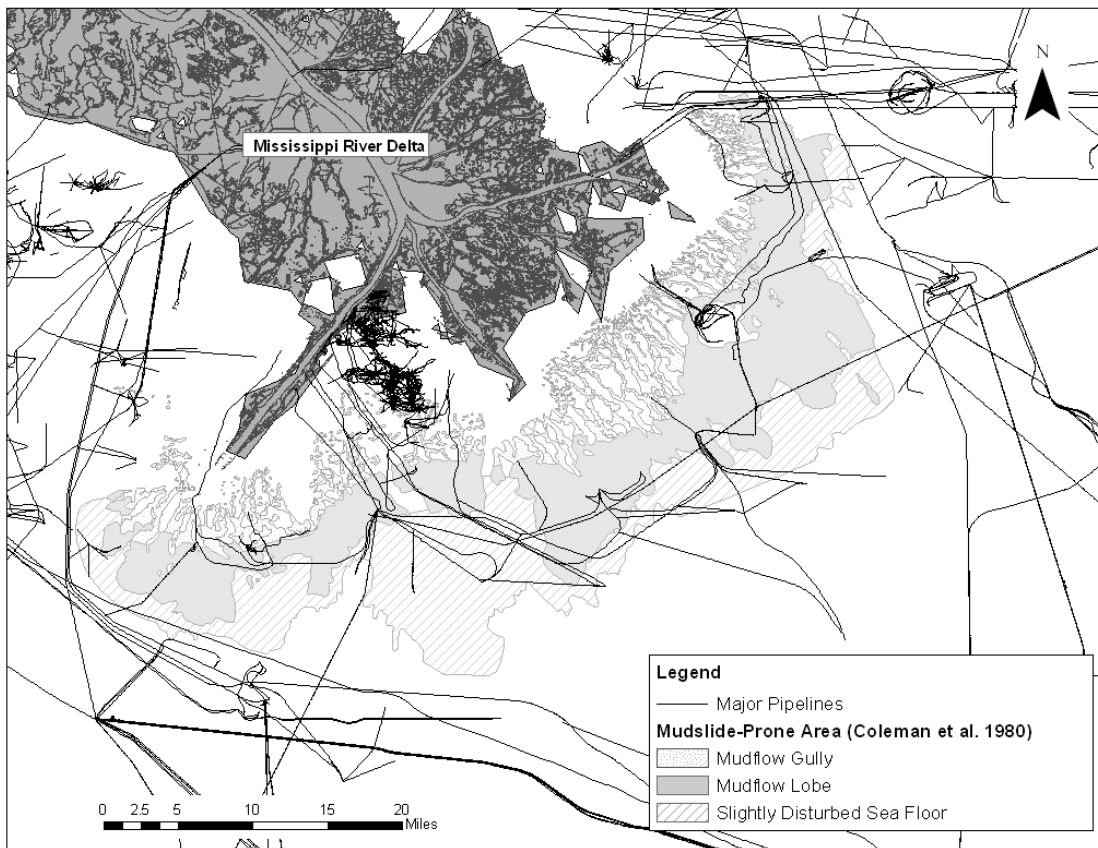 N
Mississippi River Delta
Legend
Major Pipelines
Mudslide-Prone Area (Coleman et al. 1980)
Mudflow Gully
Mudflow Lobe
Slightly Disturbed Sea Floor
0 2.5 5 10 15 20
Miles